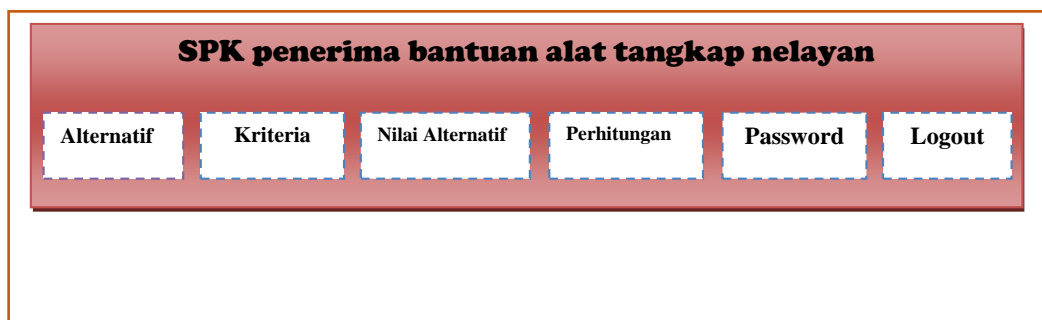 SPK penerima bantuan alat tangkap nelayan
Alternatif Kriteria Nilai Alternatif Perhitungan Password Logout